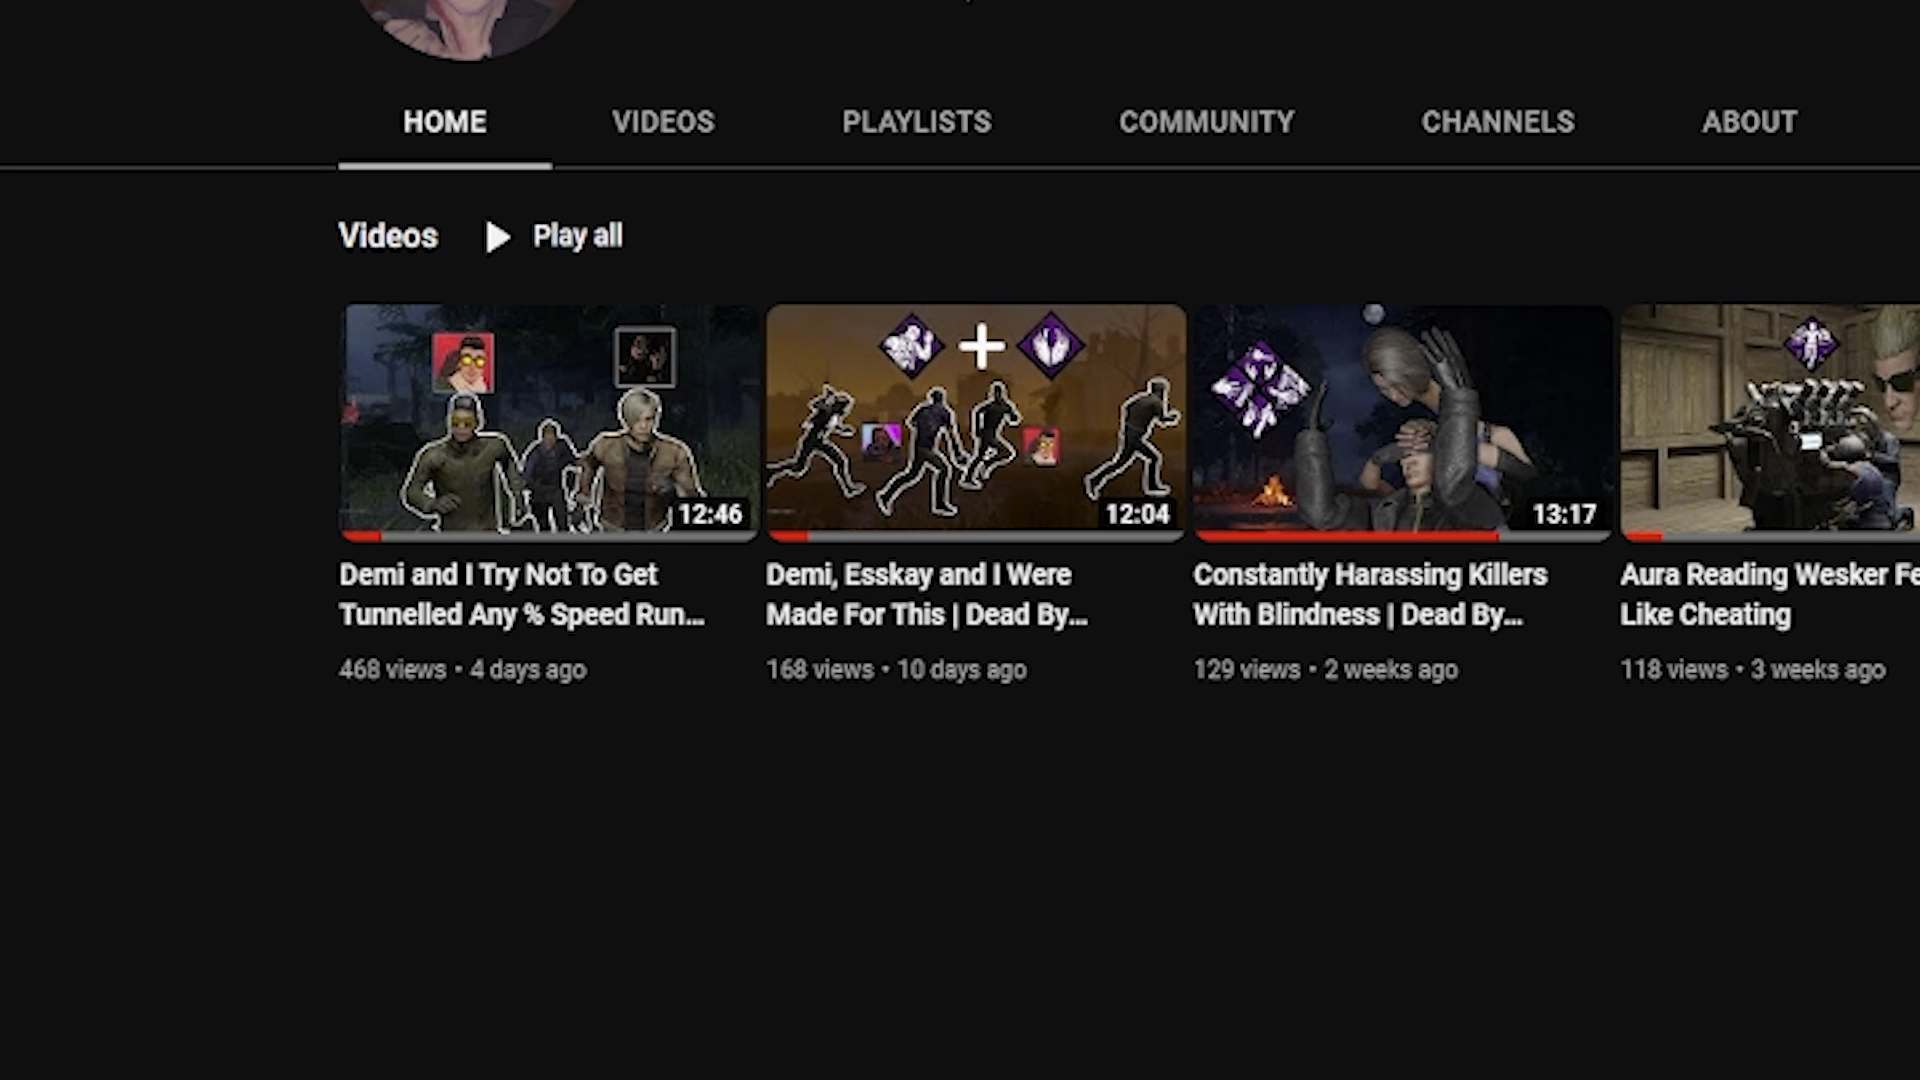 HOME VIDEOS PLAYLISTS COMMUNITY CHANNELS ABOUT
Videos Play all
12:46 12:04 13:17
Demi and I Try Not To Get
Tunnelled Any % Speed Run...
468 views • 4 days ago
Demi, Esskay and I Were
Made For This | Dead By...
168 views • 10 days ago
Constantly Harassing Killers
With Blindness | Dead By...
129 views • 2 weeks ago
Aura Reading Wesker Fe
Like Cheating
118 views • 3 weeks ago